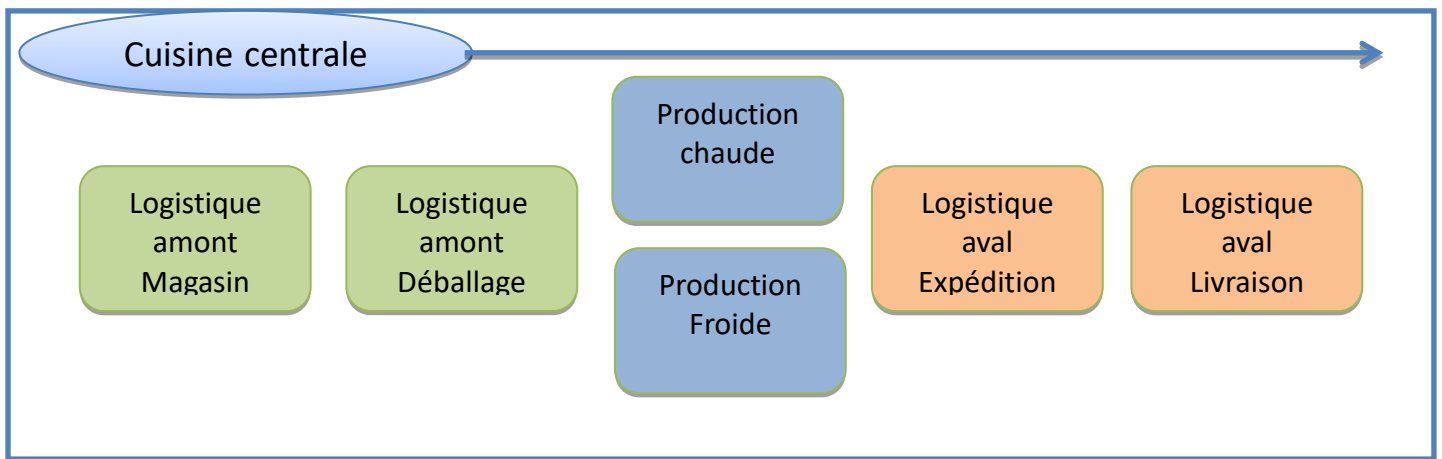 Cuisine centrale
Production
chaude
Logistique
amont
Magasin
Logistique
amont
Déballage
Production
Froide
Logistique
aval
Expédition
Logistique
aval
Livraison